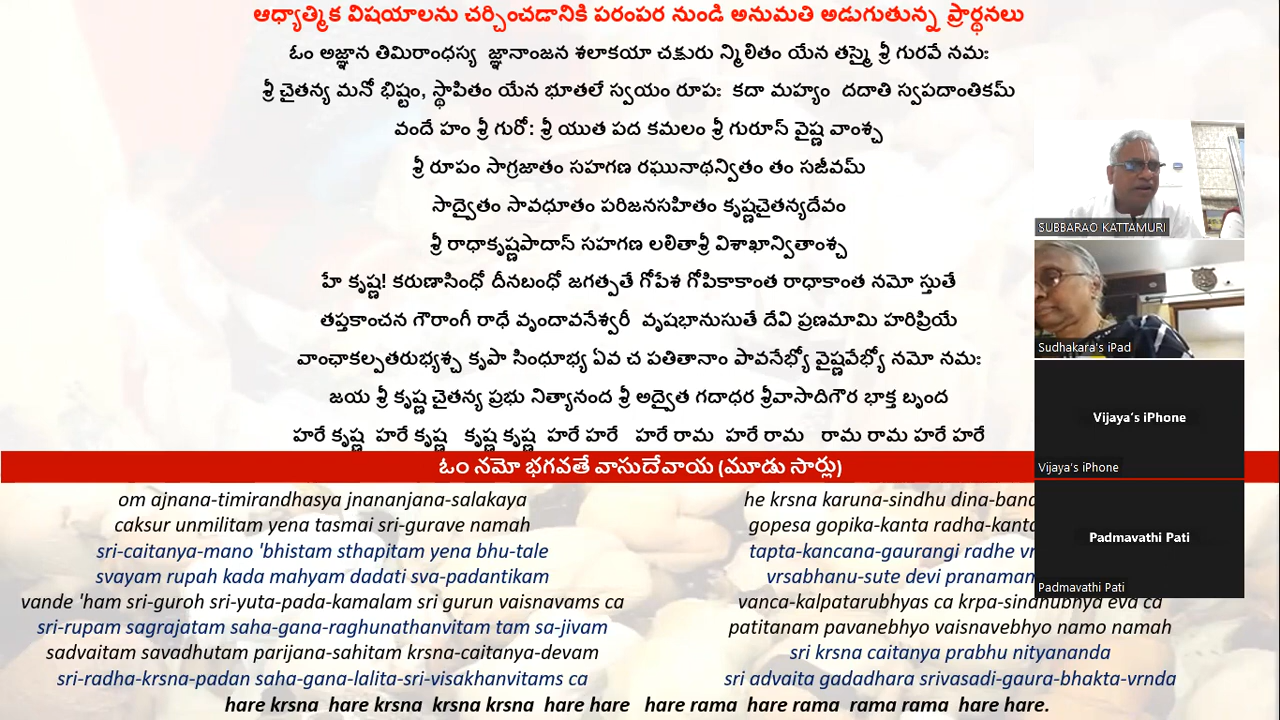 ఆధ్యాత్మిక విషయాలను చర్చించడానికి పరంపర నుండి అనుమతి అడుగుతున్న ప్రార్థనలు
ఓం అజ్ఞాన తిమిరాంధస్య జ్ఞానాంజన శలాకయా చక్షురు న్మిలితం యేన తస్మై శ్రీ గురవే నమః
శ్రీ చైతన్య మనో భిష్టం, స్థాపితం యేన భూతలే స్వయం రూపః కదా మహ్యం దదాతి స్వపదాంతికమ్
వందే హం శ్రీ గురో: శ్రీ యుత పద కమలం శ్రీ గురూస్ వైష్ణ వాంశ్చ
శ్రీ రూపం సాగ్రజాతం సహగణ రఘునాథన్వితం తం సజీవమ్
సాద్వైతం సావధూతం పరిజనసహితం కృష్ణచైతన్యదేవం
శ్రీ రాధాకృష్ణపాదాస్ సహగణ లలితాశ్రీ విశాఖాన్వితాంశ్చ
హే కృష్ణ! కరుణాసింధో దీనబంధో జగత్పతే గోపేశ గోపికాకాంత రాధాకాంత నమో స్తుతే
తప్తకాంచన గౌరాంగీ రాధే వృందావనేశ్వరీ వృషభానుసుతే దేవి ప్రణమామి హరిప్రియే
వాంఛాకల్పతరుభ్యశ్చ కృపా సింధూభ్య ఏవ చ పతితానాం పావనేభ్యో వైష్ణవేభ్యో నమో నమః
జయ శ్రీ కృష్ణ చైతన్య ప్రభు నిత్యానంద శ్రీ అద్వైత గదాధర శ్రీవాసాదిగౌర భాక్త బృంద
హరే కృష్ణ హరే కృష్ణ కృష్ణ కృష్ణ హరే హరే హరే రామ హరే రామ రామ రామ హరే హరే
ఓం నమో భగవతే వాసుదేవాయ (మూడు సార్లు)
om ajnana-timirandhasya jnananjana-salakaya
caksur unmilitam yena tasmai sri-gurave namah
sri-caitanya-mano 'bhistam sthapitam yena bhu-tale
svayam rupah kada mahyam dadati sva-padantikam
vande 'ham sri-guroh sri-yuta-pada-kamalam sri gurun vaisnavams ca
sri-rupam sagrajatam saha-gana-raghunathanvitam tam sa-jivam
sadvaitam savadhutam parijana-sahitam krsna-caitanya-devam
sri-radha-krsna-padan saha-gana-lalita-sri-visakhanvitams ca
he krsna karuna-sindhu
gopesa gopika-kanta
tapta-kancana-gaurangi radhe
vrsabhanu-sute devi
vanca-kalpatarubhyas ca krpa-sindhubhya eva ca
patitanam pavanebhyo vaisnavebhyo namo namah
sri krsna caitanya prabhu nityananda
sri advaita gadadhara srivasadi-gaura-bhakta-vrnda
hare krsna hare krsna krsna krsna hare hare hare rama hare rama rama rama hare hare.
SUBBARAO KATTAMURI
Sudhakara's iPad
Vijaya's iPhone
Vijaya's iPhone
Padmavathi Pati
Padmavathi Pati